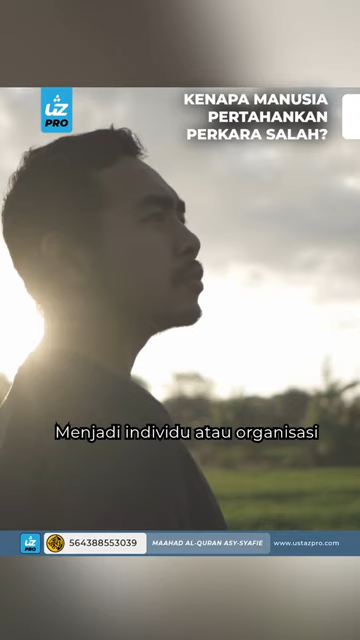 UZ
PRO
KENAPA MANUSIA
PERTAHANKAN
PERKARA SALAH?
Menjadi individu atau organisasi
UZ
PRO
564388553039
MAAHAD AL-QURAN ASY-SYAFIE
www.ustazpro.com